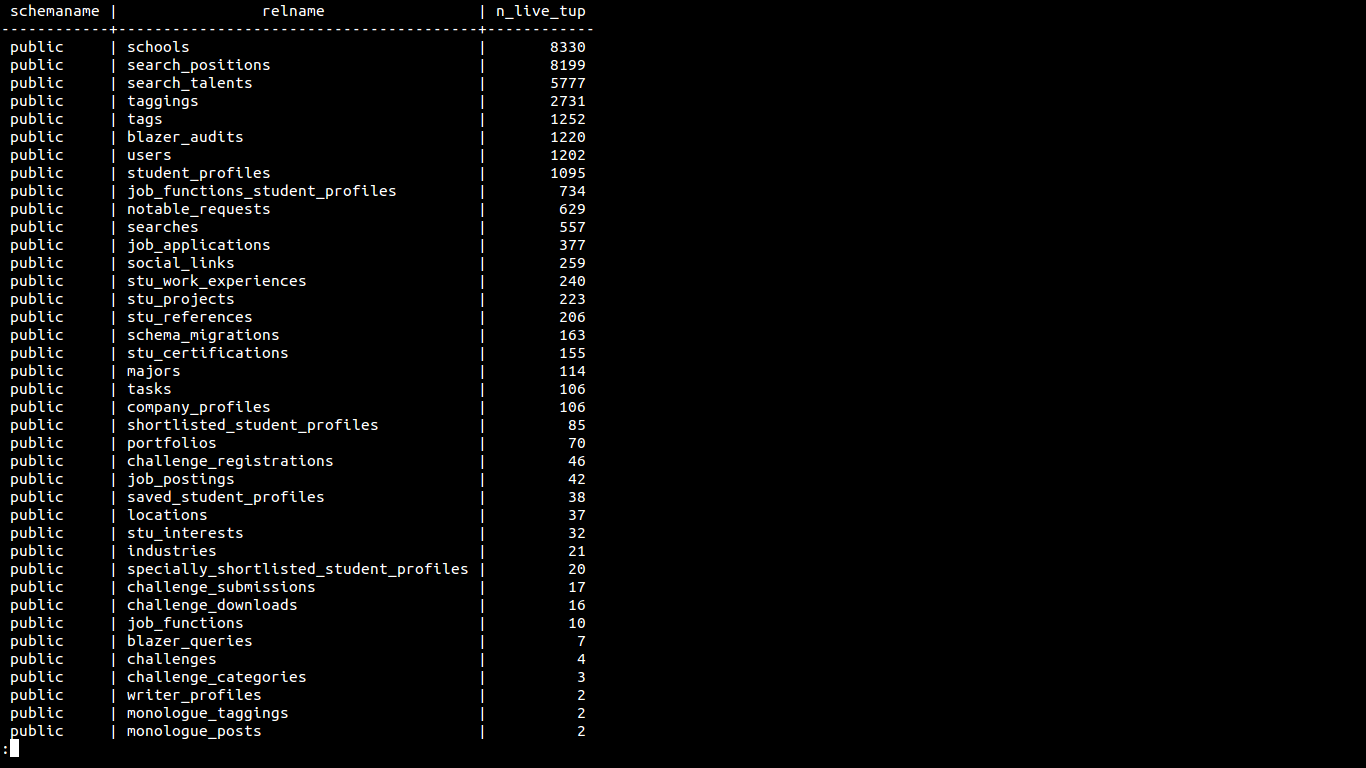 schemaname |                relname                 | n_live_tup
------------+----------------------------------------+------------
 public     | schools                                |       8330
 public     | search_positions                       |       8199
 public     | search_talents                         |       5777
 public     | taggings                               |       2731
 public     | tags                                   |       1252
 public     | blazer_audits                          |       1220
 public     | users                                  |       1202
 public     | student_profiles                       |       1095
 public     | job_functions_student_profiles         |        734
 public     | notable_requests                       |        629
 public     | searches                               |        557
 public     | job_applications                       |        377
 public     | social_links                           |        259
 public     | stu_work_experiences                   |        240
 public     | stu_projects                           |        223
 public     | stu_references                         |        206
 public     | schema_migrations                      |        163
 public     | stu_certifications                     |        155
 public     | majors                                 |        114
 public     | tasks                                  |        106
 public     | company_profiles                       |        106
 public     | shortlisted_student_profiles           |         85
 public     | portfolios                             |         70
 public     | challenge_registrations                |         46
 public     | job_postings                           |         42
 public     | saved_student_profiles                 |         38
 public     | locations                              |         37
 public     | stu_interests                          |         32
 public     | industries                             |         21
 public     | specially_shortlisted_student_profiles |         20
 public     | challenge_submissions                  |         17
 public     | challenge_downloads                    |         16
 public     | job_functions                          |         10
 public     | blazer_queries                         |          7
 public     | challenges                             |          4
 public     | challenge_categories                   |          3
 public     | writer_profiles                        |          2
 public     | monologue_taggings                     |          2
 public     | monologue_posts                        |          2
: